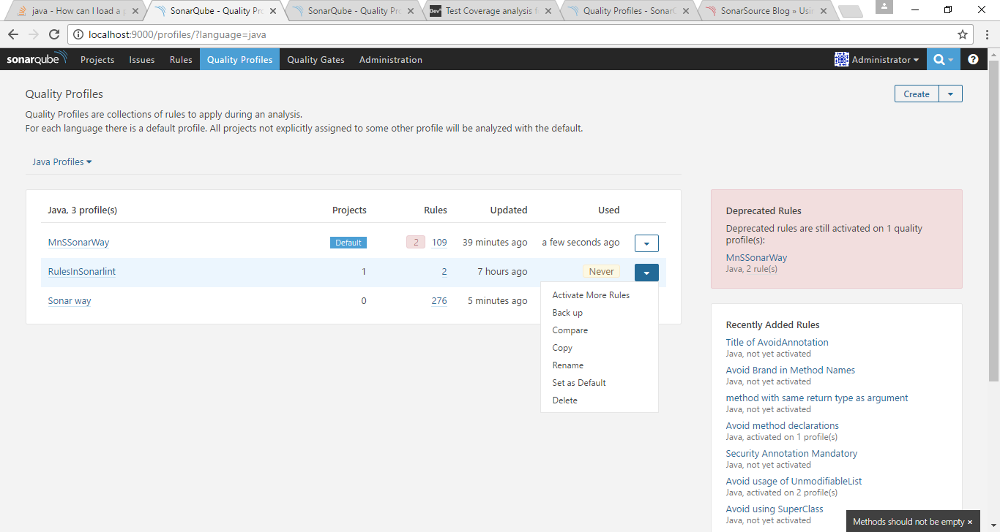 java - How can I load a p
SonarQube - Quality Pro
SonarQube - Quality Pro
Dev Test Coverage analysis f
Quality Profiles - SonarQ
SonarSource Blog » Usin
localhost:9000/profiles/?language=java
sonarqube Projects Issues Rules Quality Profiles Quality Gates Administration Administrator ?
Quality Profiles
Create
Quality Profiles are collections of rules to apply during an analysis.
For each language there is a default profile. All projects not explicitly assigned to some other profile will be analyzed with the default.
Java Profiles
Java, 3 profile(s) Projects Rules Updated Used
MnSSonarWay Default 2 109 39 minutes ago a few seconds ago
RulesInSonarlint 1 2 7 hours ago Never
Sonar way 0 276 5 minutes ago
Activate More Rules
Back up
Compare
Copy
Rename
Set as Default
Delete
Deprecated Rules
Deprecated rules are still activated on 1 quality
profile(s):
MnSSonarWay
Java, 2 rule(s)
Recently Added Rules
Title of AvoidAnnotation
Java, not yet activated
Avoid Brand in Method Names
Java, not yet activated
method with same return type as argument
Java, not yet activated
Avoid method declarations
Java, activated on 1 profile(s)
Security Annotation Mandatory
Java, not yet activated
Avoid usage of UnmodifiableList
Java, activated on 2 profile(s)
Avoid using SuperClass
Java, not yet activated
Methods should not be empty ×